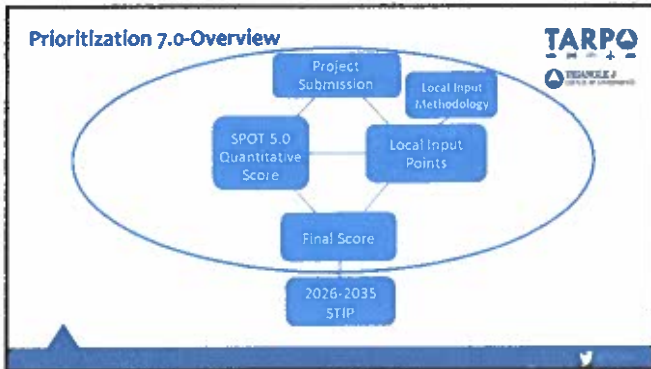 Prioritization 7.0-Overview
TARPO
TRIANGLE J
Project
Submission
Local Input
Methodology
SPOT 5.0
Quantitative
Score
Local Input
Points
Final Score
2026-2035
STIP